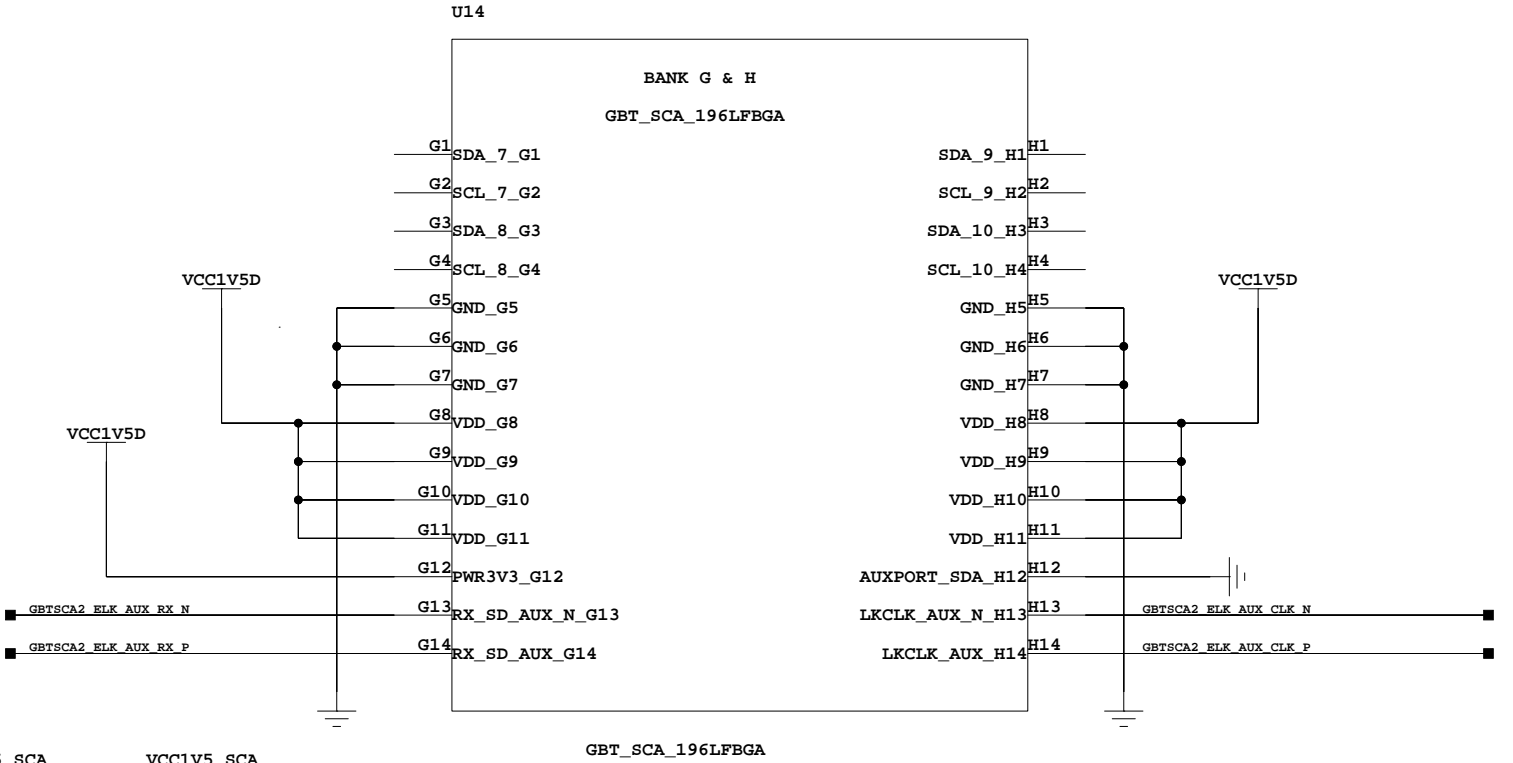 U14
BANK G & H
GBT_SCA_196LFBGA
G1 SDA_7_G1 SDA_9_H1 H1
G2 SCL_7_G2 SCL_9_H2 H2
G3 SDA_8_G3 SDA_10_H3 H3
G4 SCL_8_G4 SCL_10_H4 H4
VCC1V5D VCC1V5D
G5 GND_G5 GND_H5 H5
G6 GND_G6 GND_H6 H6
G7 GND_G7 GND_H7 H7
G8 VDD_G8 VDD_H8 H8
VCC1V5D
G9 VDD_G9 VDD_H9 H9
G10 VDD_G10 VDD_H10 H10
G11 VDD_G11 VDD_H11 H11
G12 PWR3V3_G12 AUXPORT_SDA_H12 H12
GBTSCA2_ELK_AUX_RX_N G13 RX_SD_AUX_N_G13 LKCLK_AUX_N_H13 H13 GBTSCA2_ELK_AUX_CLK_N
GBTSCA2_ELK_AUX_RX_P G14 RX_SD_AUX_G14 LKCLK_AUX_H14 H14 GBTSCA2_ELK_AUX_CLK_P
GBT_SCA_196LFBGA
SCA VCC1V5_SCA